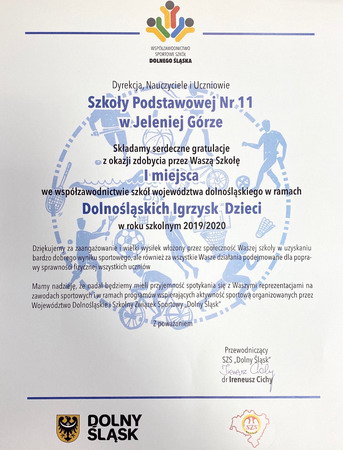 WSPÓŁZAWODNICTWO
SPORTOWE SZKÓŁ
DOLNEGO ŚLĄSKA
Dyrekcja, Nauczyciele i Uczniowie
Szkoły Podstawowej Nr 11
w Jeleniej Górze
Składamy serdeczne gratulacje
z okazji zdobycia przez Waszą Szkołę
I miejsca
we współzawodnictwie szkół województwa dolnośląskiego w ramach
Dolnośląskich Igrzysk Dzieci
w roku szkolnym 2019/2020
Dziękujemy za zaangażowanie i wielki wysiłek włożony przez społeczność Waszej szkoły w uzyskaniu
bardzo dobrego wyniku sportowego, ale również za wszystkie Wasze działania podejmowane dla popra-
wy sprawności fizycznej wszystkich uczniów
Mamy nadzieję, że nadal będziemy mieli przyjemność spotykania się z Waszymi reprezentacjami na
zawodach sportowych i w ramach programów wspierających aktywność sportową organizowanych przez
Województwo Dolnośląskie i Szkolny Związek Sportowy "Dolny Śląsk"
Z poważaniem
Przewodniczący
SZS "Dolny Śląsk"
Ireneusz Cichy
dr Ireneusz Cichy
DOLNY
ŚLĄSK
SZS